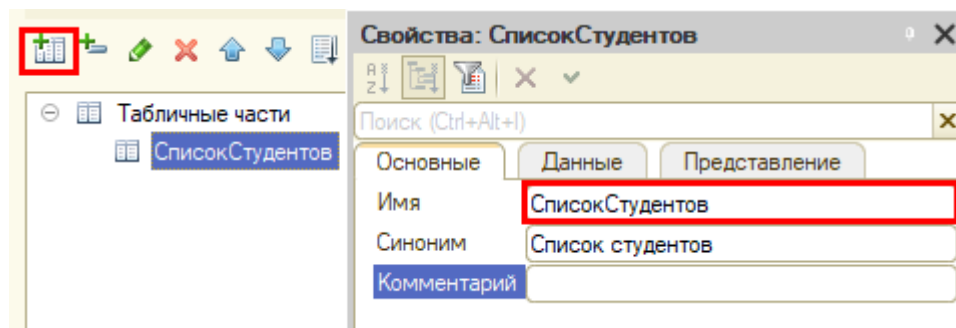 Табличные части
СписокСтудентов
Свойства: СписокСтудентов
Поиск (Ctrl+Alt+I)
Основные Данные Представление
Имя СписокСтудентов
Синоним Список студентов
Комментарий